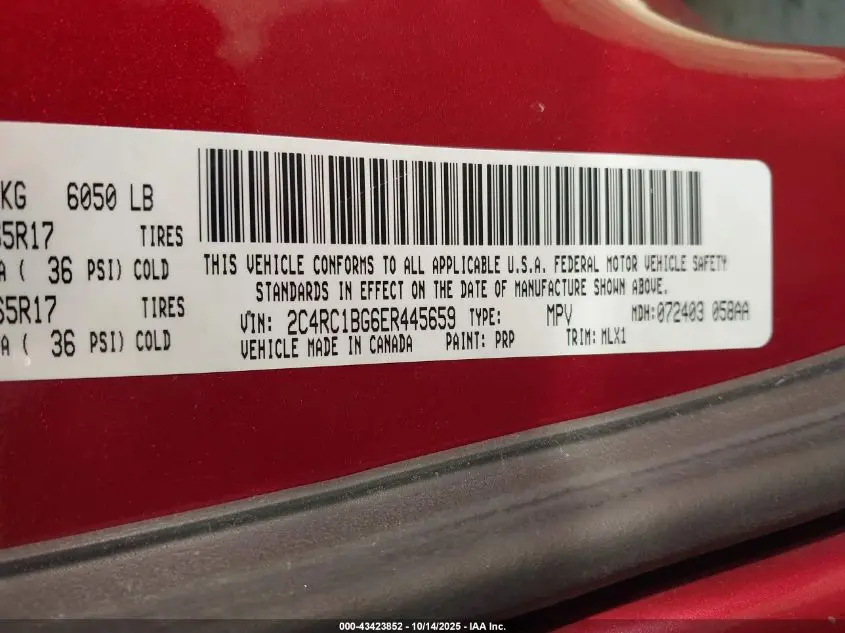 KG 6050 LB
5R17 TIRES
A ( 36 PSI) COLD
S5R17 TIRES
A ( 36 PSI) COLD
THIS VEHICLE CONFORMS TO ALL APPLICABLE U.S.A. FEDERAL MOTOR VEHICLE SAFETY
STANDARDS IN EFFECT ON THE DATE OF MANUFACTURE SHOWN ABOVE.
VIN: 2C4RC1BG6ER445659 TYPE: MPV MDH: 072403 058AA
VEHICLE MADE IN CANADA PAINT: PRP TRIM: MLX1
000-43423852 - 10/14/2025 - IAA Inc.